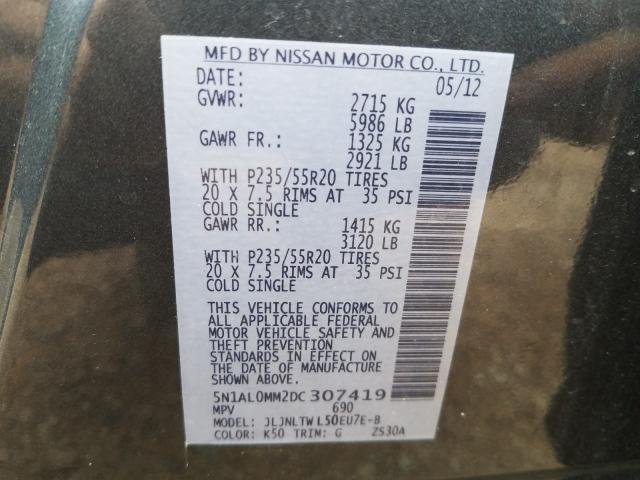 MFD BY NISSAN MOTOR CO., LTD.
DATE: 05/12
GVWR: 2715 KG
5986 LB
GAWR FR.: 1325 KG
2921 LB
WITH P235/55R20 TIRES
20 X 7.5 RIMS AT 35 PSI
COLD SINGLE
GAWR RR.: 1415 KG
3120 LB
WITH P235/55R20 TIRES
20 X 7.5 RIMS AT 35 PSI
COLD SINGLE
THIS VEHICLE CONFORMS TO
ALL APPLICABLE FEDERAL
MOTOR VEHICLE SAFETY AND
THEFT PREVENTION
STANDARDS IN EFFECT ON
THE DATE OF MANUFACTURE
SHOWN ABOVE.
5N1AL0MM2DC307419
MPV 690
MODEL: JLJNLTWL50EU7E-B
COLOR: K50 TRIM: G ZS30A